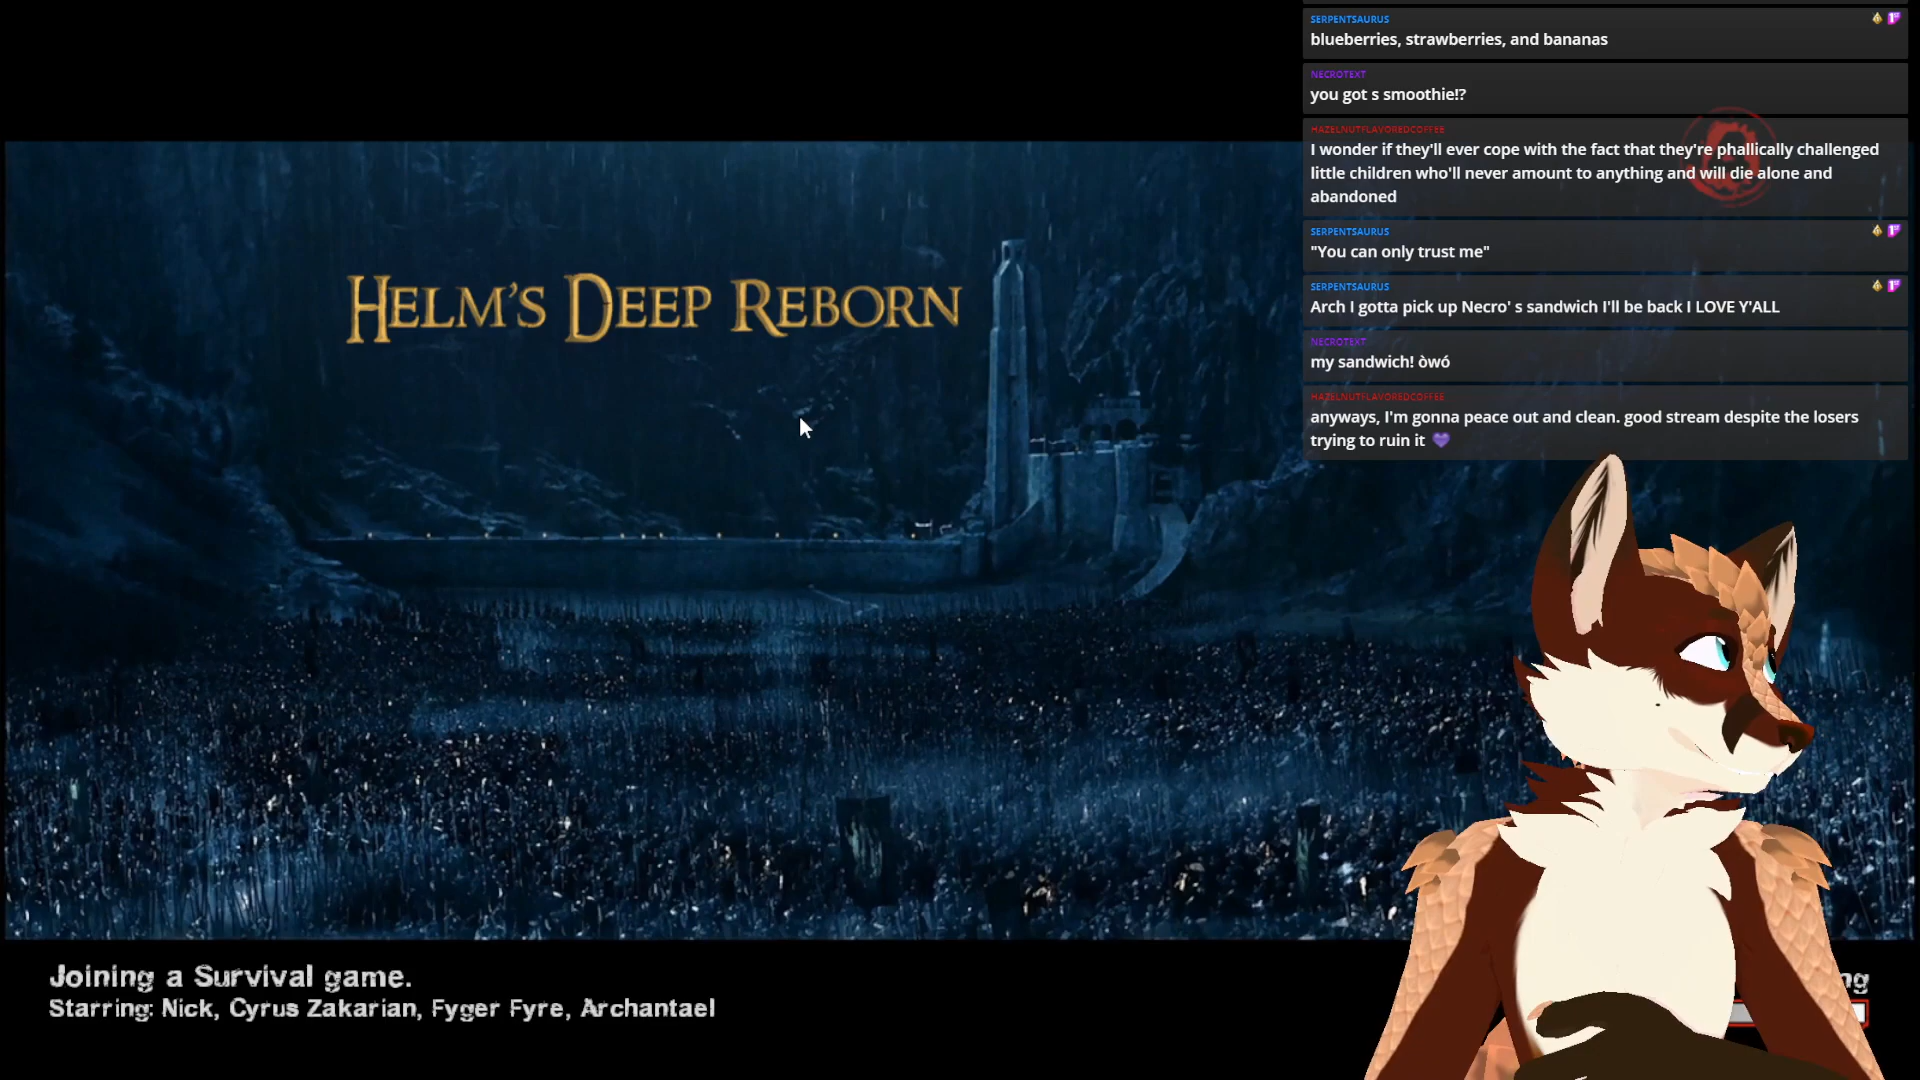 SERPENTSAURUS
blueberries, strawberries, and bananas
NECROTEXT
you got s smoothie!?
HAZELNUTFLAVOREDCOFFEE
I wonder if they'll ever cope with the fact that they're phallically challenged
little children who'll never amount to anything and will die alone and
abandoned
SERPENTSAURUS
"You can only trust me"
SERPENTSAURUS
Arch I gotta pick up Necro' s sandwich I'll be back I LOVE Y'ALL
NECROTEXT
my sandwich! òwó
HAZELNUTFLAVOREDCOFFEE
anyways, I'm gonna peace out and clean. good stream despite the losers
trying to ruin it 💜
HELM'S DEEP REBORN
Joining a Survival game.
Starring: Nick, Cyrus Zakarian, Fyger Fyre, Archantael